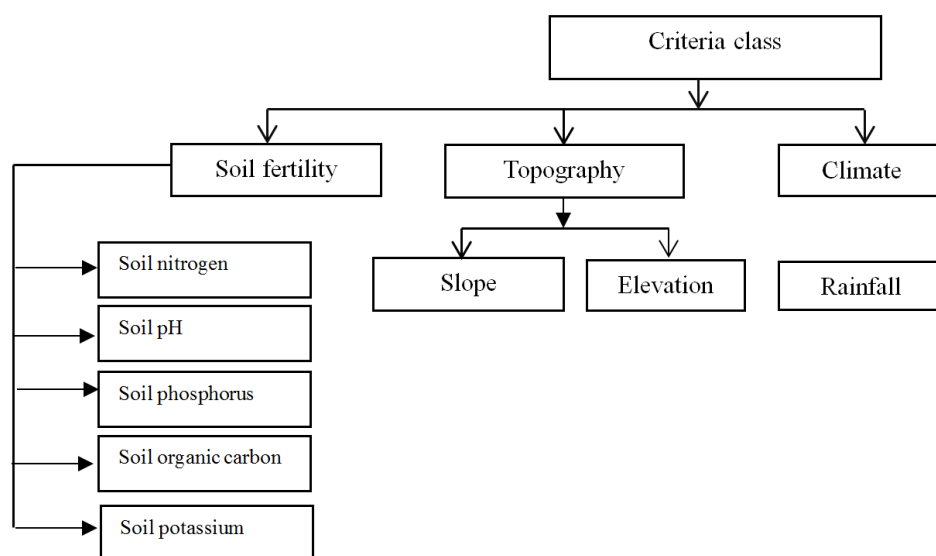 Criteria class
Soil fertility
Topography
Climate
Soil nitrogen
Slope
Elevation
Rainfall
Soil pH
Soil phosphorus
Soil organic carbon
Soil potassium